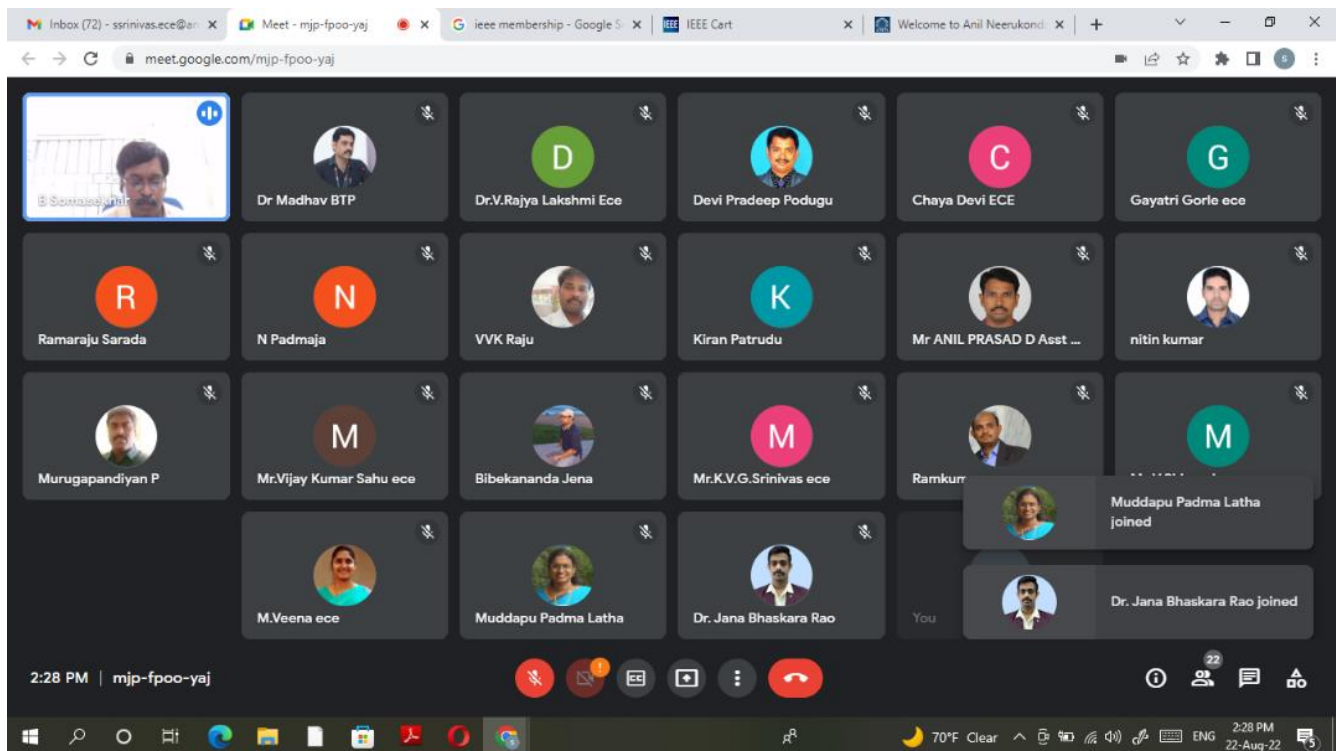 Inbox (72) - ssrinivas.ece@an
Meet - mjp-fpoo-yaj
ieee membership - Google S
IEEE Cart
Welcome to Anil Neerukond
meet.google.com/mjp-fpoo-yaj
S
B Somasekhar
Dr Madhav BTP
D
Dr.V.Rajya Lakshmi Ece
Devi Pradeep Podugu
C
Chaya Devi ECE
G
Gayatri Gorle ece
R
Ramaraju Sarada
N
N Padmaja
VVK Raju
K
Kiran Patrudu
Mr ANIL PRASAD D Asst ...
nitin kumar
Murugapandiyan P
M
Mr.Vijay Kumar Sahu ece
Bibekananda Jena
M
Mr.K.V.G.Srinivas ece
Ramkum
M
Muddapu Padma Latha
joined
M.Veena ece
Muddapu Padma Latha
Dr. Jana Bhaskara Rao
You
Dr. Jana Bhaskara Rao joined
2:28 PM | mjp-fpoo-yaj
CC
22
70°F Clear
ENG
2:28 PM
22-Aug-22
5